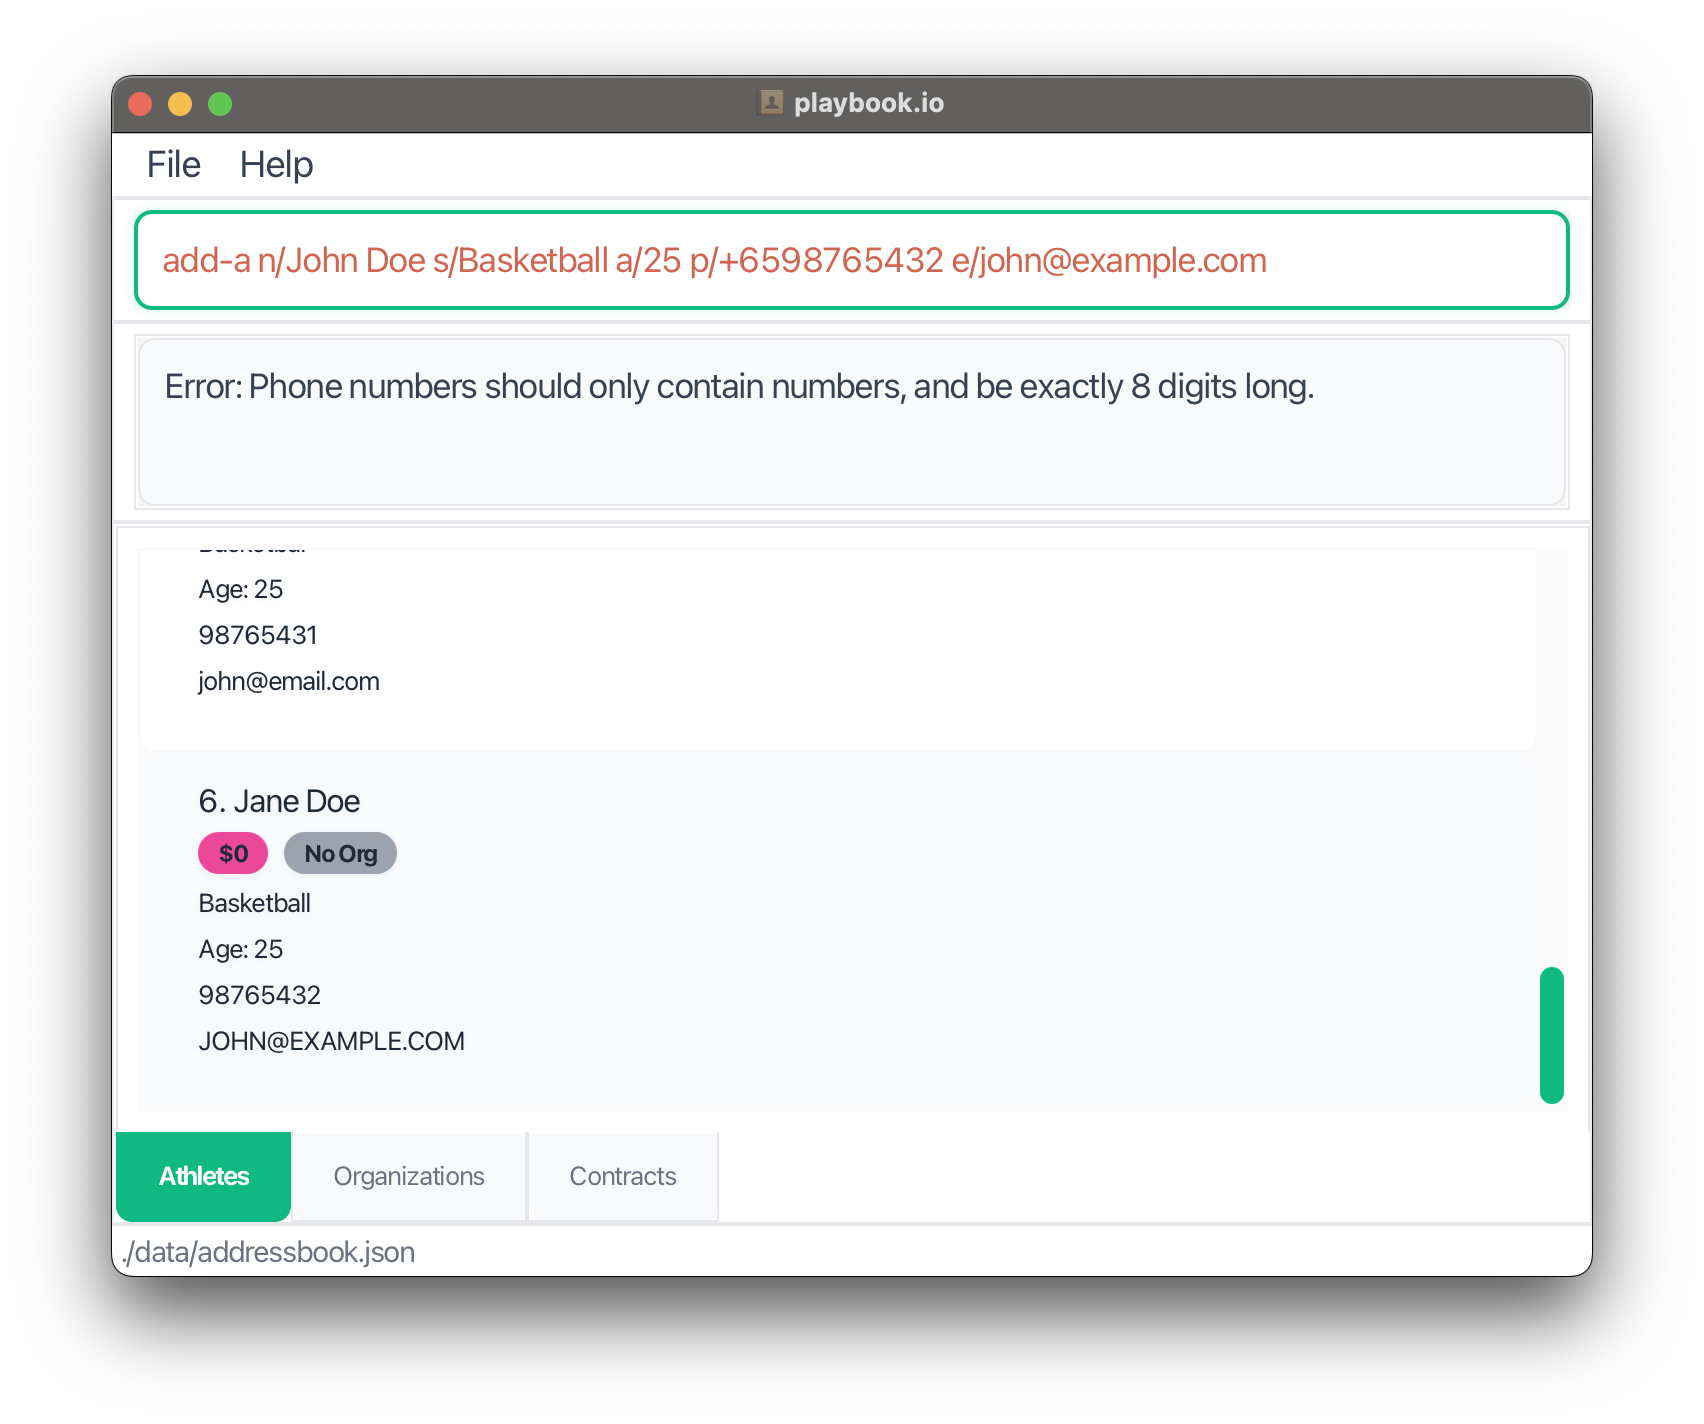 playbook.io
File Help
add-a n/John Doe s/Basketball a/25 p/+6598765432 e/john@example.com
Error: Phone numbers should only contain numbers, and be exactly 8 digits long.
Basketball
Age: 25
98765431
john@email.com
6. Jane Doe
$0 No Org
Basketball
Age: 25
98765432
JOHN@EXAMPLE.COM
Athletes Organizations Contracts
./data/addressbook.json